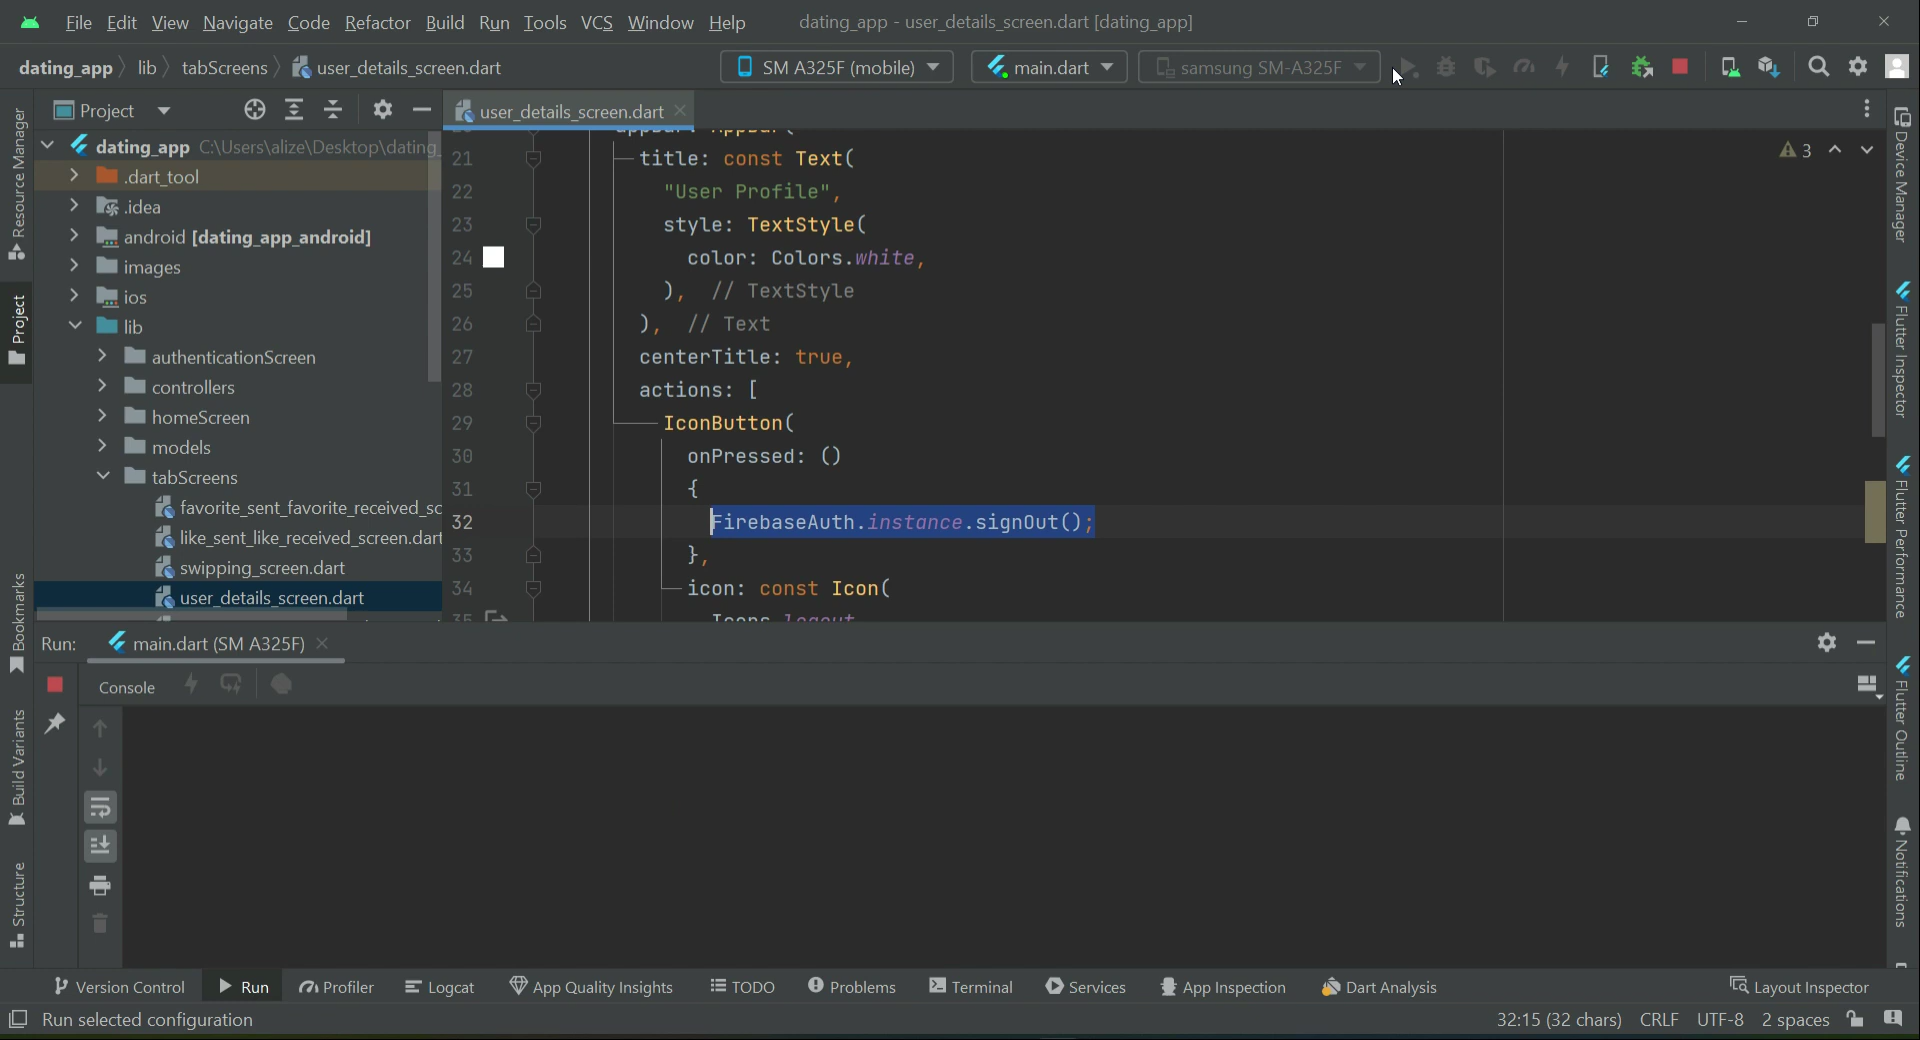 File Edit View Navigate Code Refactor Build Run Tools VCS Window Help dating_app - user_details_screen.dart [dating_app]
dating_app lib tabScreens user_details_screen.dart SM A325F (mobile) main.dart samsung SM-A325F
Resource Manager
Project
Bookmarks
Build Variants
Structure
Project
dating_app C:\Users\alize\Desktop\dating_
.dart_tool
.idea
android [dating_app_android]
images
ios
lib
authenticationScreen
controllers
homeScreen
models
tabScreens
favorite_sent_favorite_received_sc
like_sent_like_received_screen.dart
swipping_screen.dart
user_details_screen.dart
user_details_screen.dart
3
appBar: AppBar(
21 title: const Text(
22 "User Profile",
23 style: TextStyle(
24 color: Colors.white,
25 ), // TextStyle
26 ), // Text
27 centerTitle: true,
28 actions: [
29 IconButton(
30 onPressed: ()
31 {
32 FirebaseAuth.instance.signOut();
33 },
34 icon: const Icon(
35 Icons.logout
Device Manager
Flutter Inspector
Flutter Performance
Flutter Outline
Notifications
Run: main.dart (SM A325F)
Console
Version Control Run Profiler Logcat App Quality Insights TODO Problems Terminal Services App Inspection Dart Analysis Layout Inspector
Run selected configuration 32:15 (32 chars) CRLF UTF-8 2 spaces